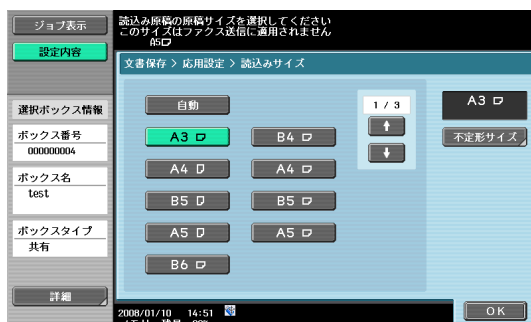 ジョブ表示
設定内容
読込み原稿の原稿サイズを選択してください
このサイズはファクス送信に適用されません
A5
文書保存 > 応用設定 > 読込みサイズ
選択ボックス情報
ボックス番号
000000004
ボックス名
test
ボックスタイプ
共有
詳細
自動
1 / 3
A3
A3 B4
不定形サイズ
A4 A4
B5 B5
A5 A5
B6
2008/01/10 14:51
OK